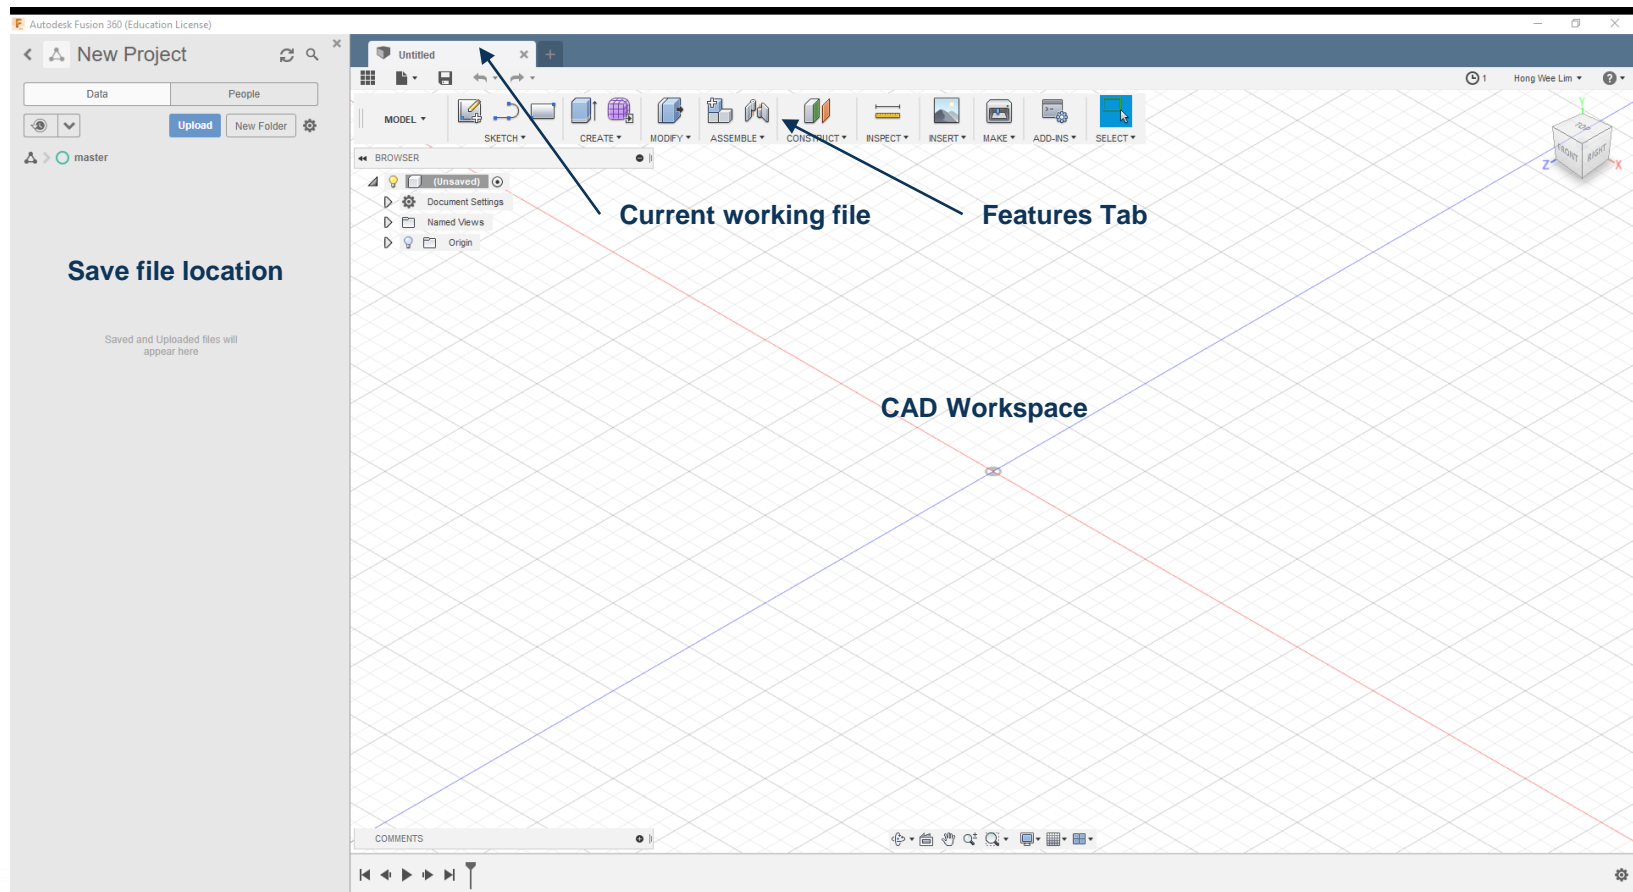 Autodesk Fusion 360 (Education License)
New Project
Data
People
Upload
New Folder
master
Save file location
Saved and Uploaded files will
appear here
Untitled
1
Hong Wee Lim
MODEL
SKETCH
CREATE
MODIFY
ASSEMBLE
CONSTRUCT
INSPECT
INSERT
MAKE
ADD-INS
SELECT
BROWSER
(Unsaved)
Document Settings
Named Views
Origin
Current working file
Features Tab
Y
TOP
FRONT
RIGHT
Z
X
CAD Workspace
COMMENTS